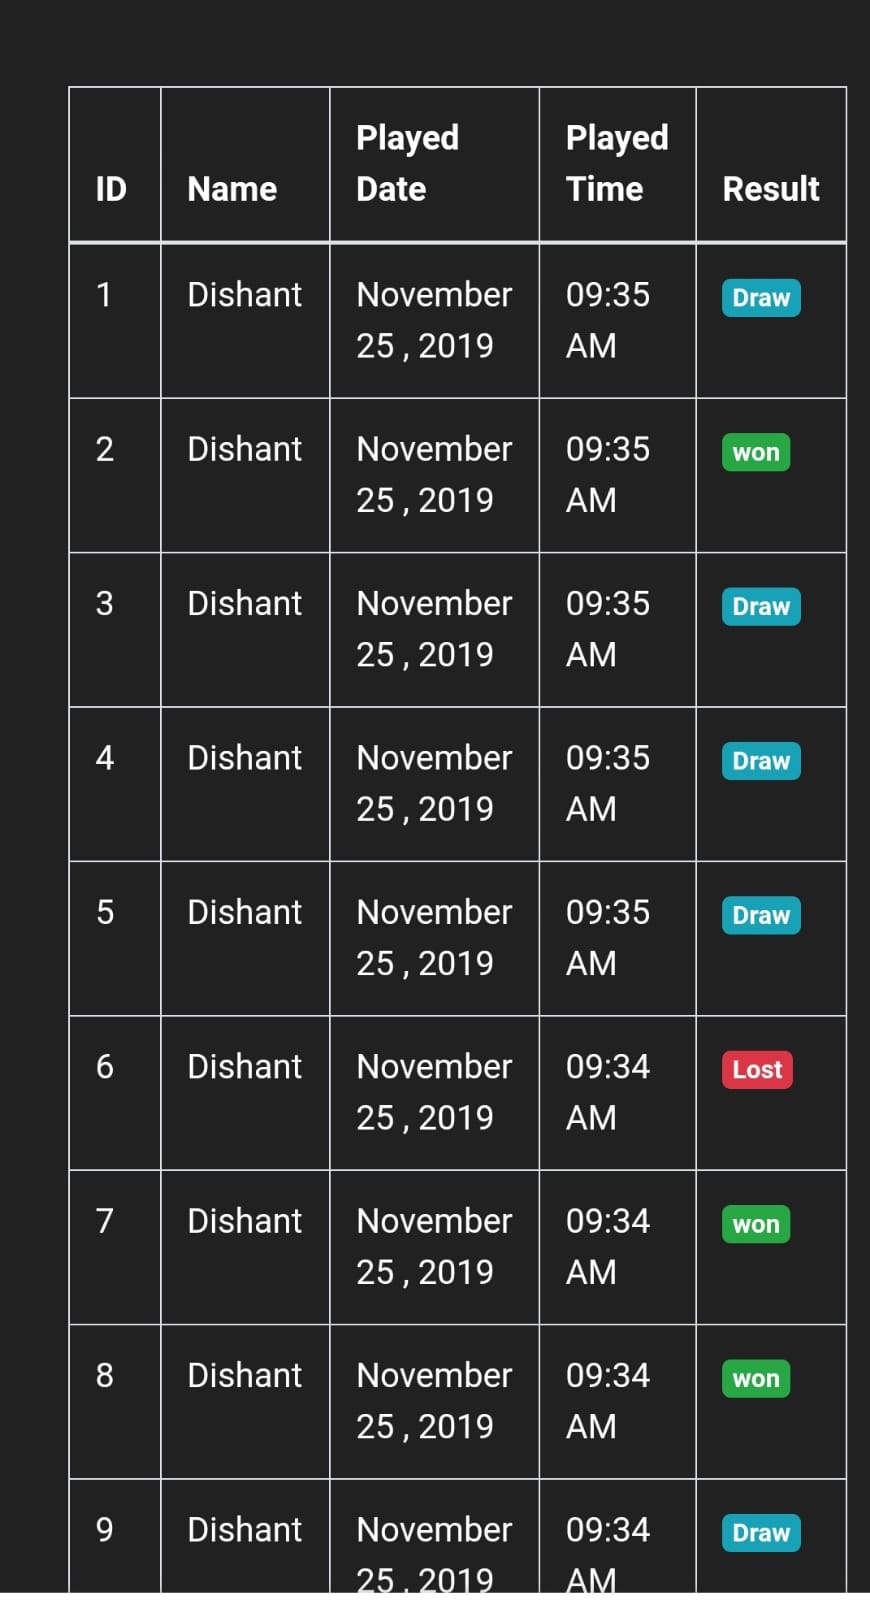 ID Name Played Date Played Time Result
1 Dishant November 25 , 2019 09:35 AM Draw
2 Dishant November 25 , 2019 09:35 AM won
3 Dishant November 25 , 2019 09:35 AM Draw
4 Dishant November 25 , 2019 09:35 AM Draw
5 Dishant November 25 , 2019 09:35 AM Draw
6 Dishant November 25 , 2019 09:34 AM Lost
7 Dishant November 25 , 2019 09:34 AM won
8 Dishant November 25 , 2019 09:34 AM won
9 Dishant November 25 , 2019 09:34 AM Draw